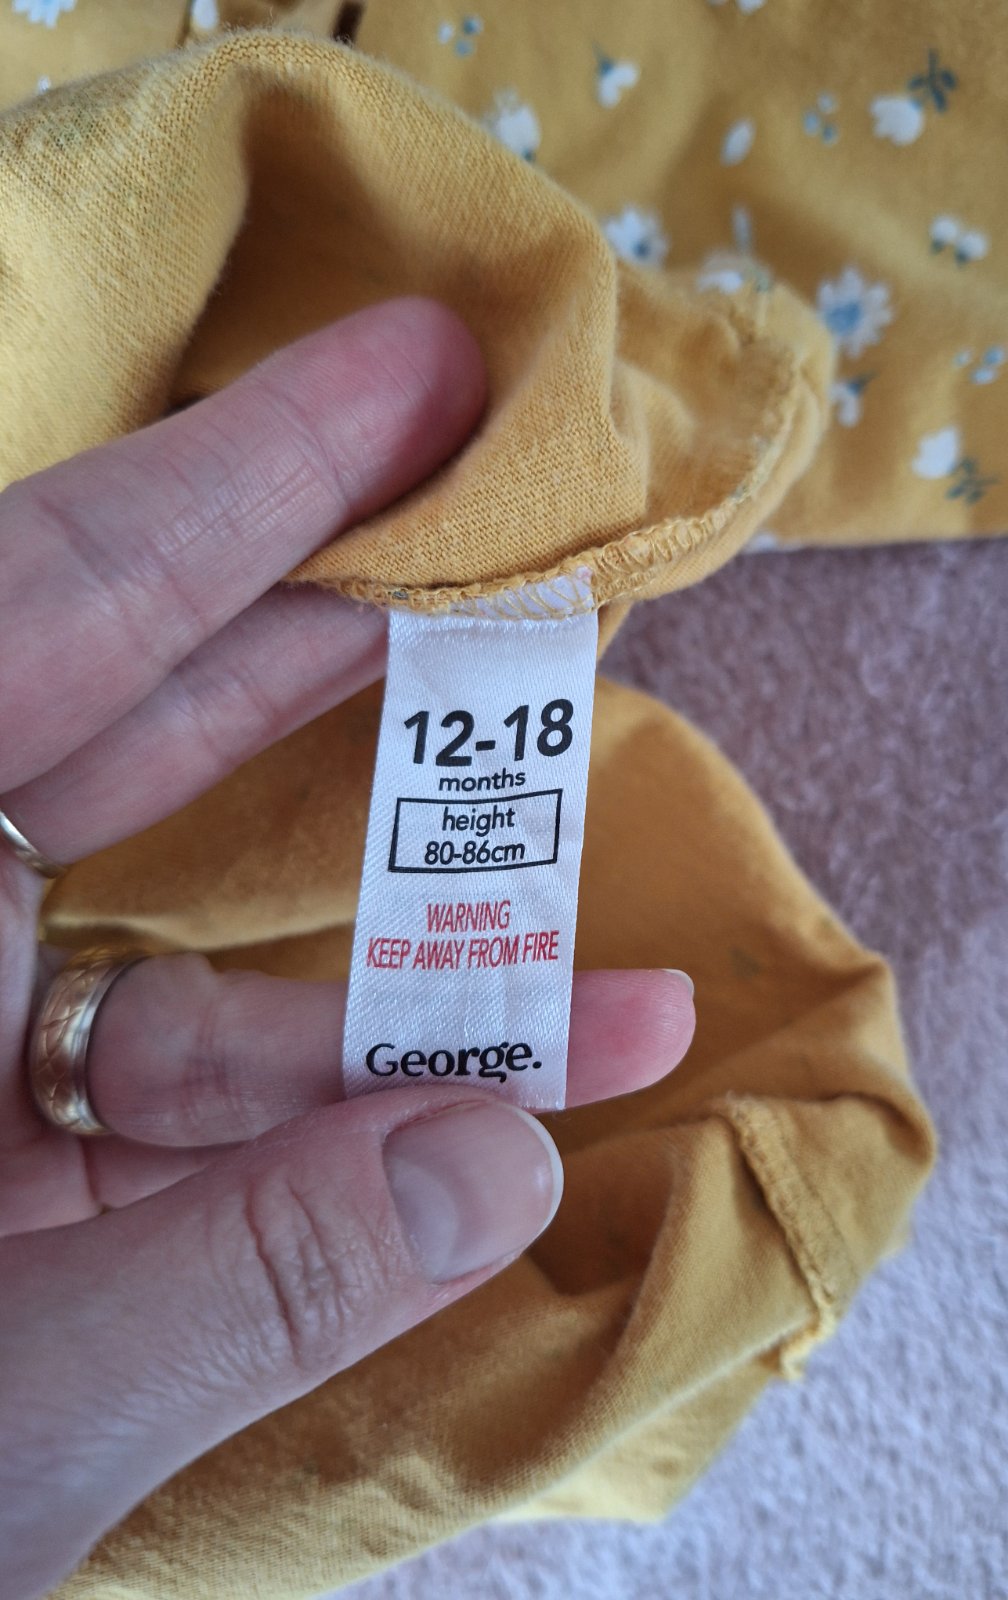 12-18
months
height
80-86cm
WARNING
KEEP AWAY FROM FIRE
George.